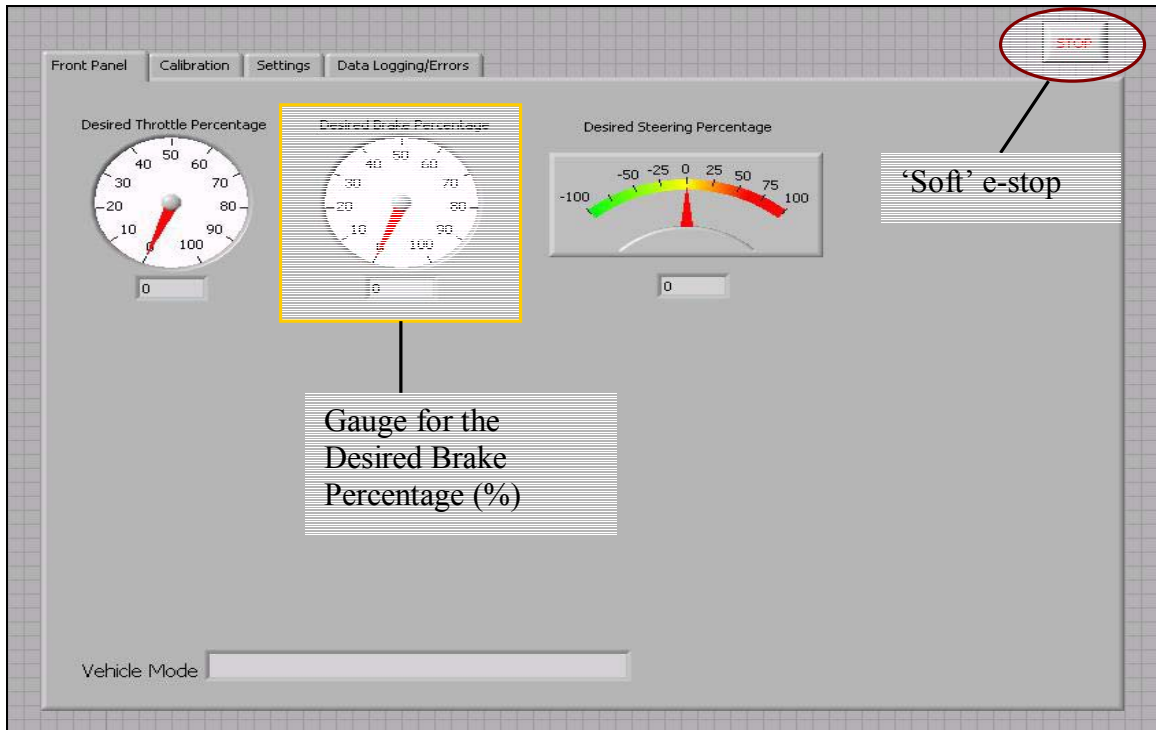 STOP
Front Panel
Calibration
Settings
Data Logging/Errors
Desired Throttle Percentage
0
10
20
30
40
50
60
70
80
90
100
0
Desired Brake Percentage
0
10
20
30
40
50
60
70
80
90
100
0
Desired Steering Percentage
-100
-50
-25
0
25
50
75
100
0
‘Soft’ e-stop
Gauge for the
Desired Brake
Percentage (%)
Vehicle Mode